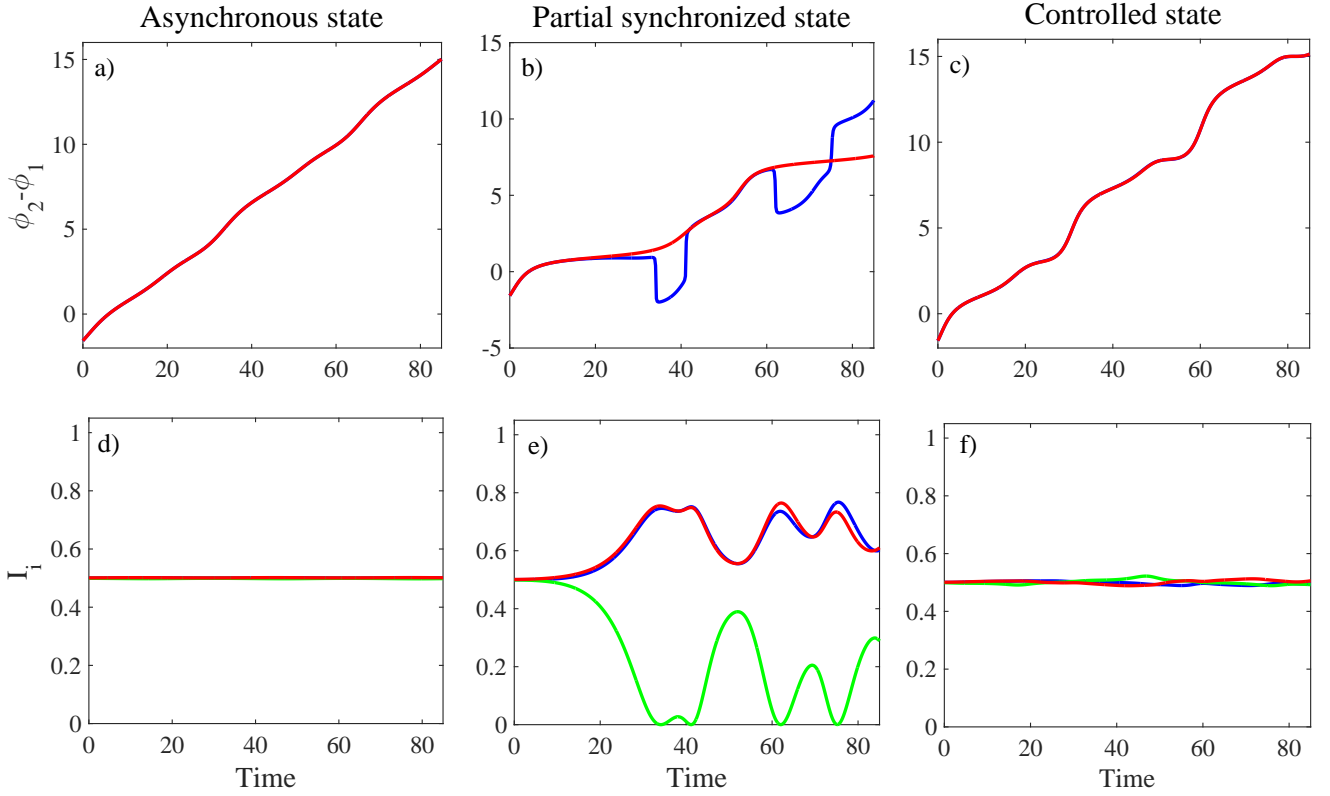 Asynchronous state
Partial synchronized state
Controlled state
a)
b)
c)
15
10
5
0
0 20 40 60 80
15
10
5
0
-5
0 20 40 60 80
15
10
5
0
0 20 40 60 80
ϕ2-ϕ1
d)
e)
f)
1
0.8
0.6
0.4
0.2
0
0 20 40 60 80
1
0.8
0.6
0.4
0.2
0
0 20 40 60 80
1
0.8
0.6
0.4
0.2
0
0 20 40 60 80
Ii
Time
Time
Time